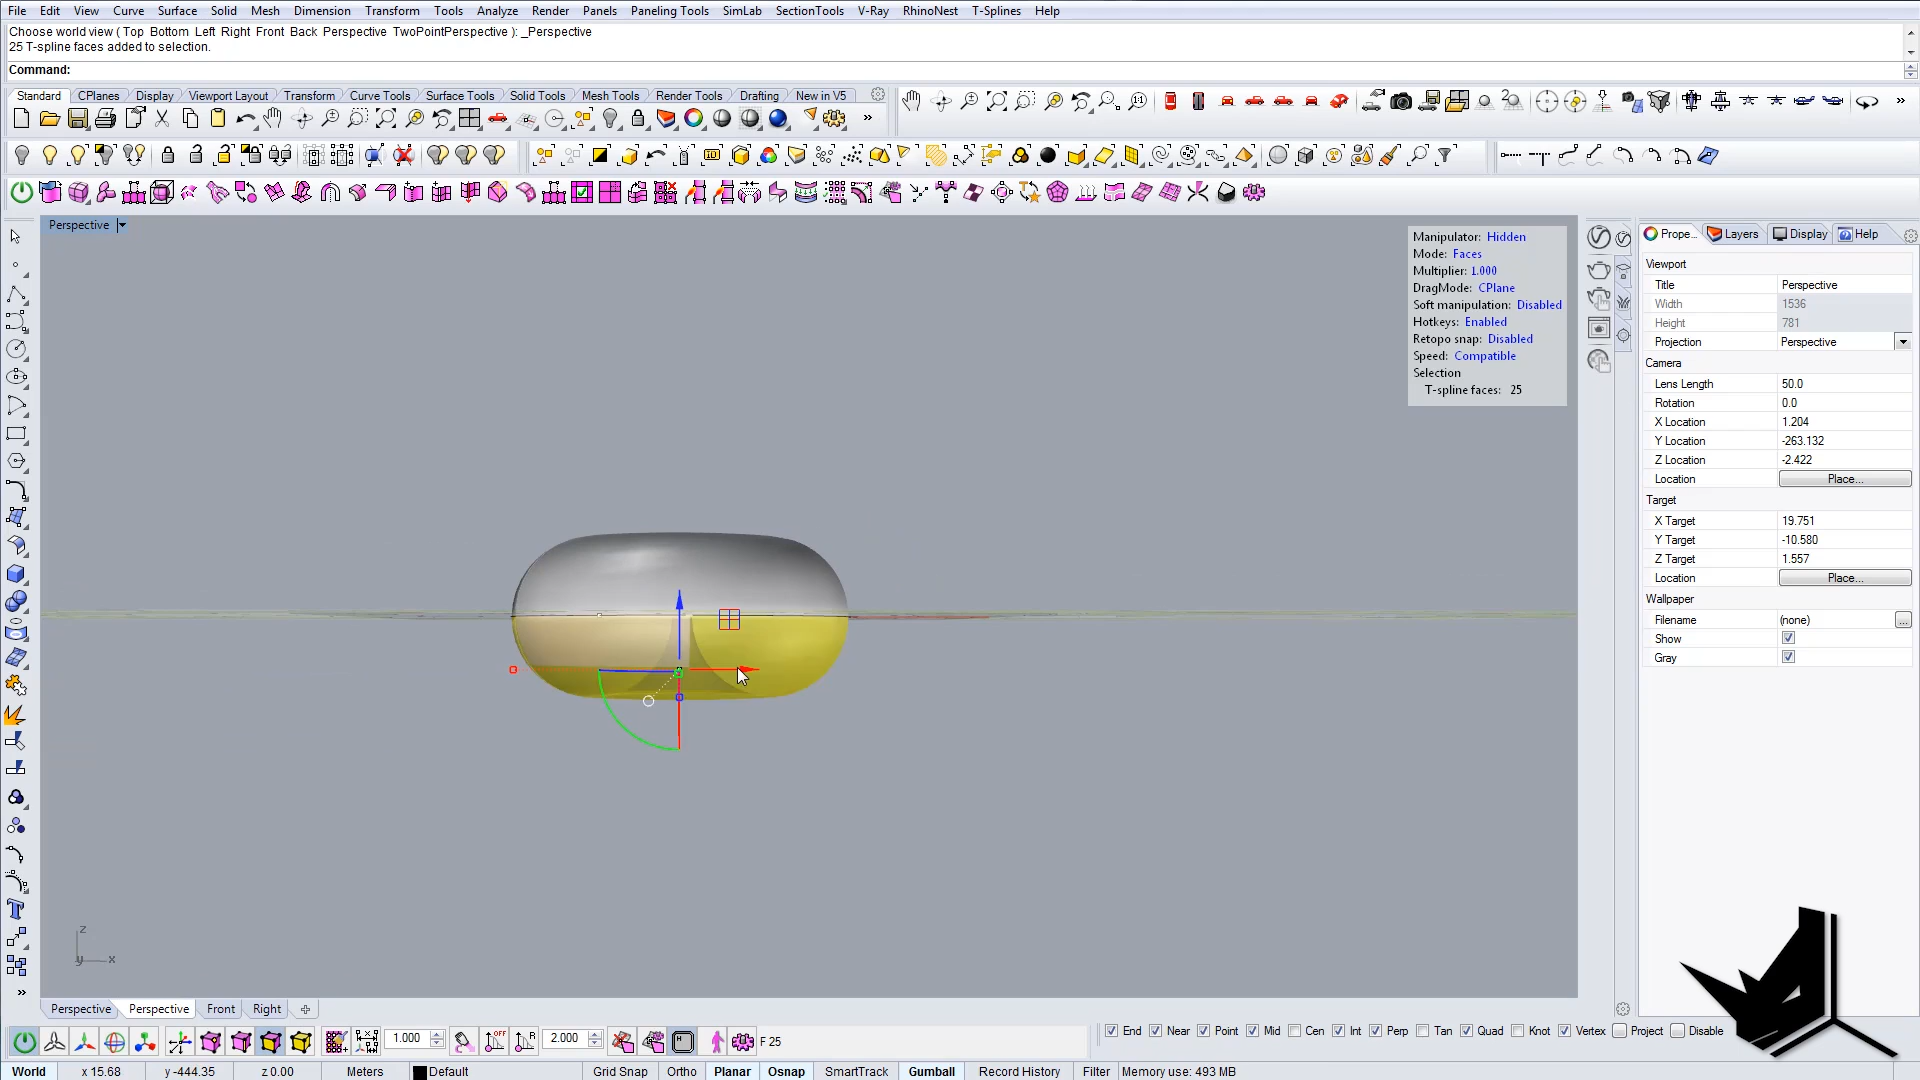 File Edit View Curve Surface Solid Mesh Dimension Transform Tools Analyze Render Panels Paneling Tools SimLab SectionTools V-Ray RhinoNest T-Splines Help
Choose world view ( Top Bottom Left Right Front Back Perspective TwoPointPerspective ): _Perspective
25 T-spline faces added to selection.
Command:
Standard CPlanes Display Viewport Layout Transform Curve Tools Surface Tools Solid Tools Mesh Tools Render Tools Drafting New in V5
Perspective
Manipulator: Hidden
Mode: Faces
Multiplier: 1.000
DragMode: CPlane
Soft manipulation: Disabled
Hotkeys: Enabled
Retopo snap: Disabled
Speed: Compatible
Selection
T-spline faces: 25
Prope... Layers Display Help
Viewport
Title Perspective
Width 1536
Height 781
Projection Perspective
Camera
Lens Length 50.0
Rotation 0.0
X Location 1.204
Y Location -263.132
Z Location -2.422
Location Place...
Target
X Target 19.751
Y Target -10.580
Z Target 1.557
Location Place...
Wallpaper
Filename (none) ...
Show
Gray
z
y x
Perspective Perspective Front Right
1.000 2.000 F 25
End Near Point Mid Cen Int Perp Tan Quad Knot Vertex Project Disable
World x 15.68 y -444.35 z 0.00 Meters Default Grid Snap Ortho Planar Osnap SmartTrack Gumball Record History Filter Memory use: 493 MB